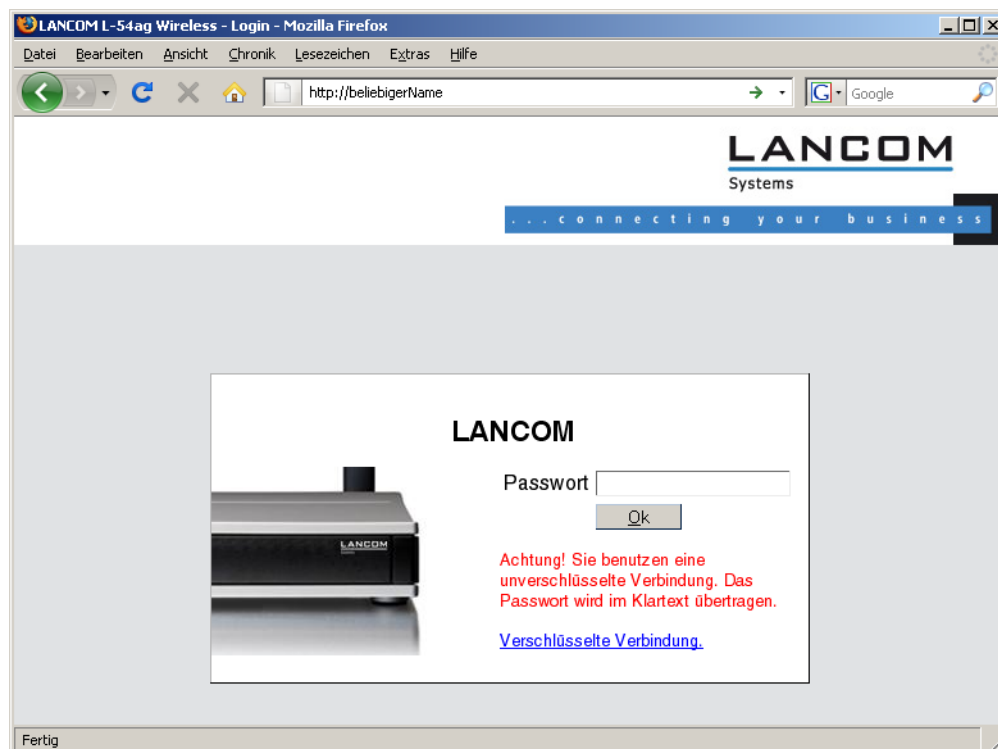 LANCOM L-54ag Wireless - Login - Mozilla Firefox
Datei Bearbeiten Ansicht Chronik Lesezeichen Extras Hilfe
http://beliebigerName
G Google
LANCOM
Systems
...connecting your business
LANCOM
Passwort
Ok
LANCOM
Achtung! Sie benutzen eine
unverschlüsselte Verbindung. Das
Passwort wird im Klartext übertragen.
Verschlüsselte Verbindung.
Fertig